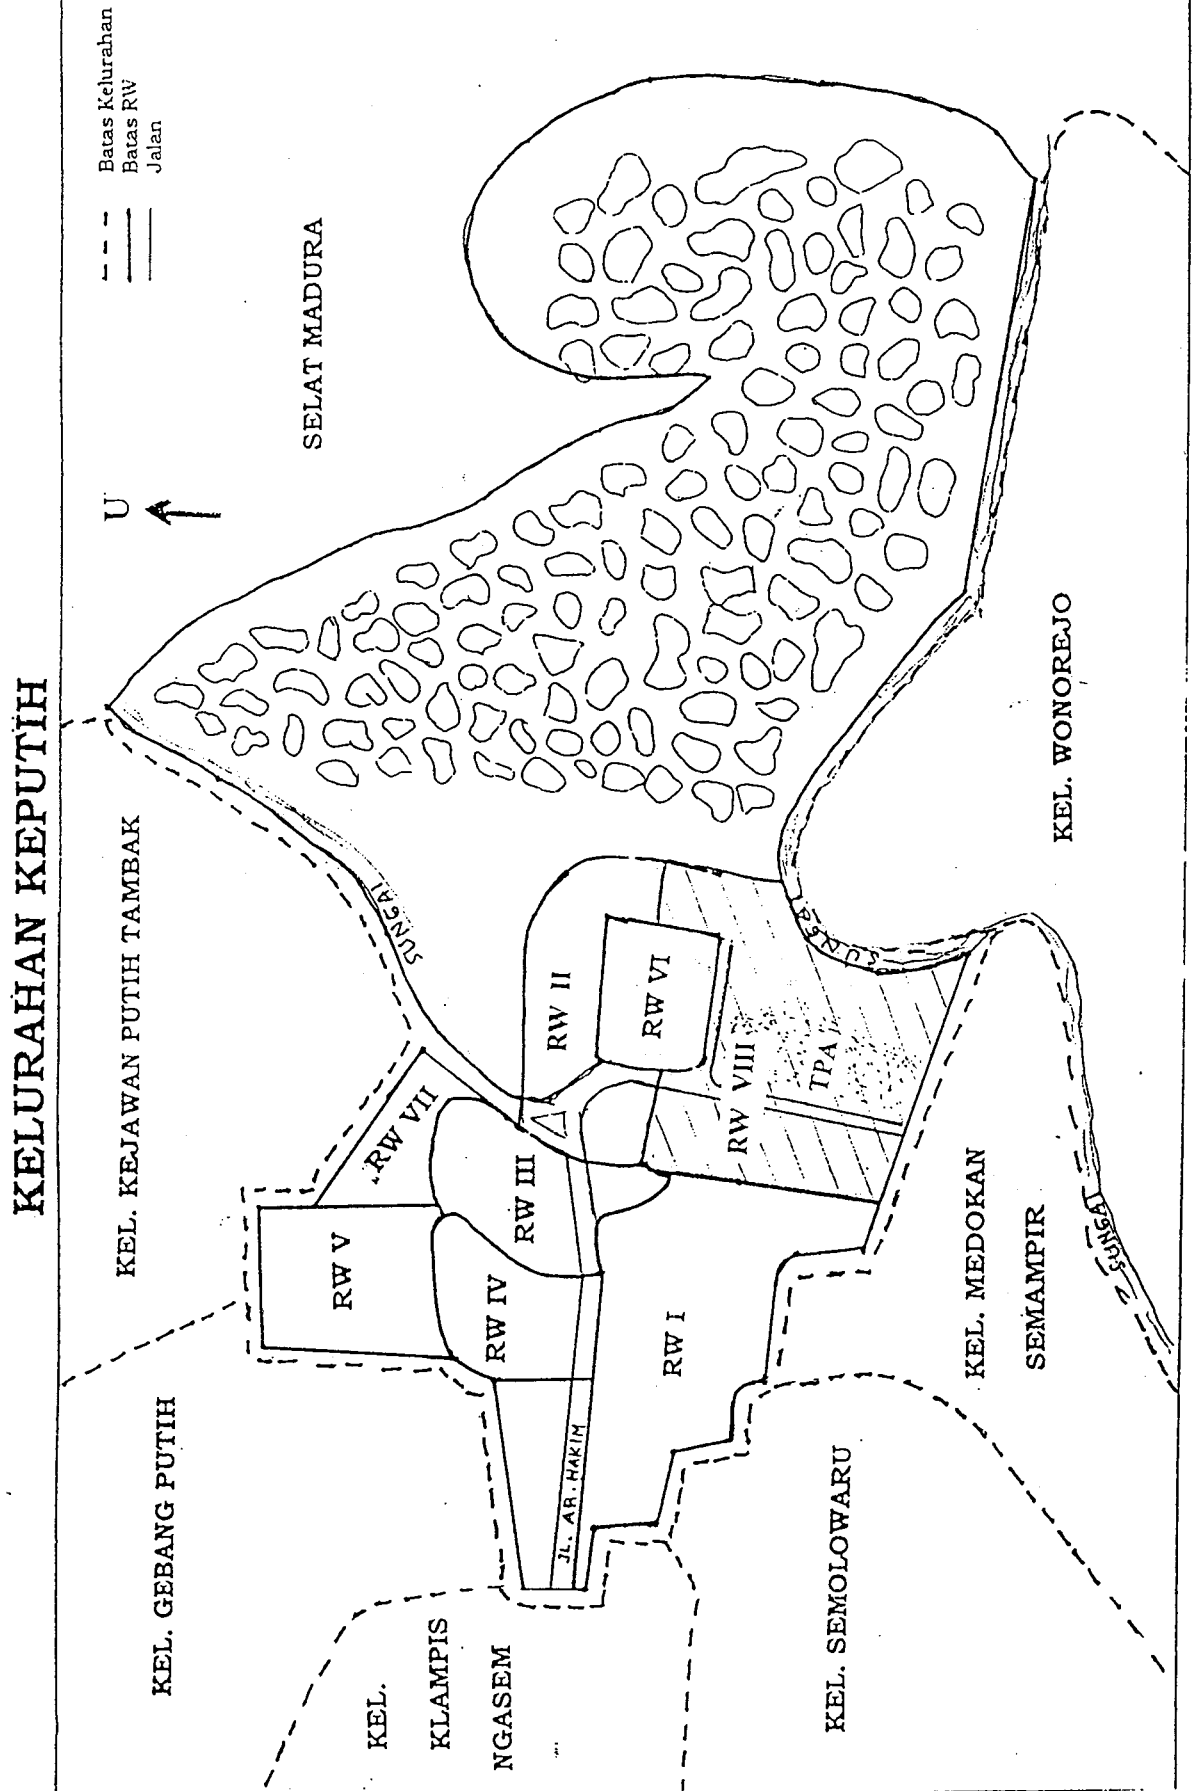 KELURAHAN KEPUTIH
Batas Kelurahan
Batas RW
Jalan
U
SELAT MADURA
KEL. KEJAWAN PUTIH TAMBAK
KEL. GEBANG PUTIH
KEL.
KLAMPIS
NGASEM
SUNGAI
RW VII
RW V
RW III
RW IV
RW II
RW VI
RW VIII
TPA
RW I
JL. AR. HAKIM
SUNGAI
KEL. WONOREJO
KEL. MEDOKAN
SEMAMPIR
SUNGAI
KEL. SEMOLOWARU